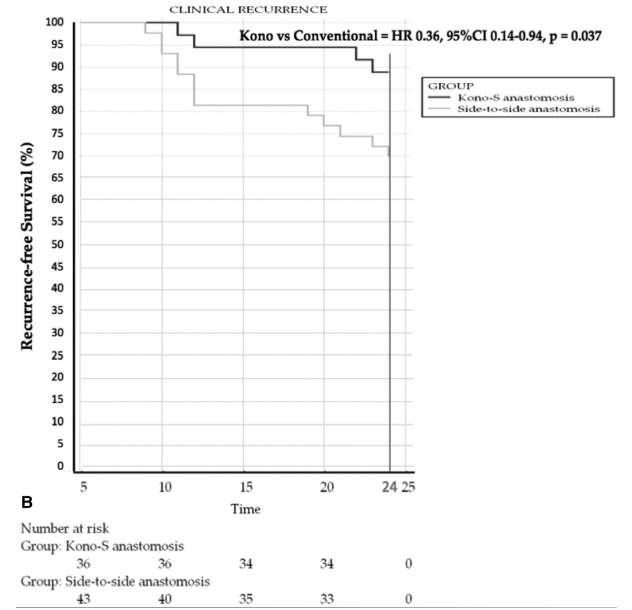 CLINICAL RECURRENCE
Kono vs Conventional = HR 0.36, 95%CI 0.14-0.94, p = 0.037
GROUP
Kono-S anastomosis
Side-to-side anastomosis
Recurrence-free Survival (%)
100
95
90
85
80
75
70
65
60
55
50
45
40
35
30
25
20
15
10
5
0
5 10 15 20 24 25
Time
B
Number at risk
Group: Kono-S anastomosis
36 36 34 34 0
Group: Side-to-side anastomosis
43 40 35 33 0